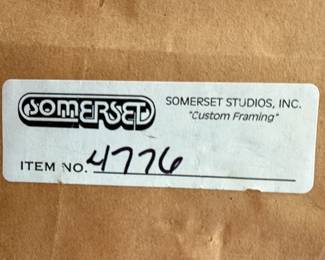 SOMERSET
SOMERSET STUDIOS, INC.
"Custom Framing"
ITEM NO. 4776